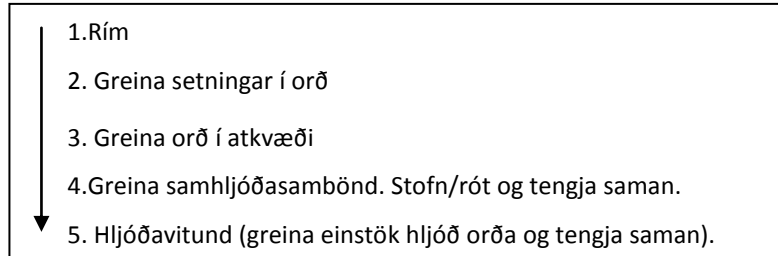 1.Rím
2. Greina setningar í orð
3. Greina orð í atkvæði
4.Greina samhljóðasambönd. Stofn/rót og tengja saman.
5. Hljóðavitund (greina einstök hljóð orða og tengja saman).